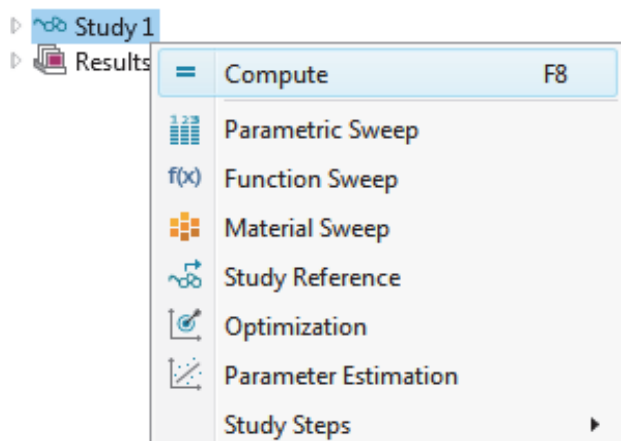 Study 1
Results
Compute F8
Parametric Sweep
f(x) Function Sweep
Material Sweep
Study Reference
Optimization
Parameter Estimation
Study Steps